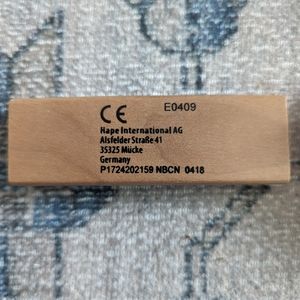 CE E0409
Hape International AG
Alsfelder Straße 41
35325 Mücke
Germany
P1724202159 NBCN 0418